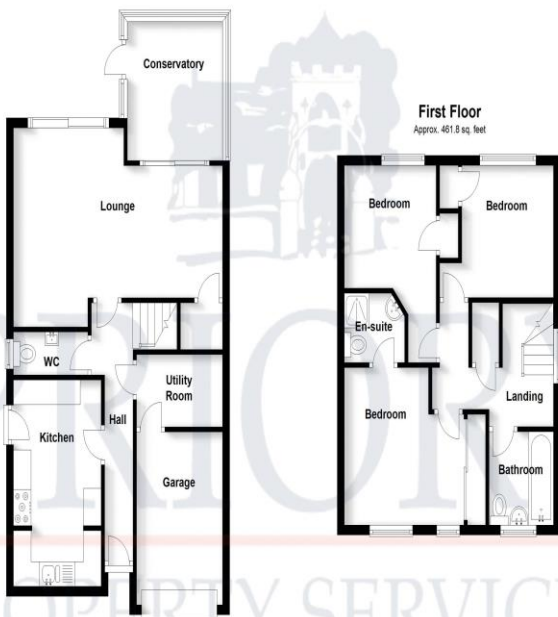 Conservatory
Lounge
WC
Utility
Room
Hall
Kitchen
Garage
First Floor
Approx. 461.8 sq. feet
Bedroom
Bedroom
En-suite
Landing
Bedroom
Bathroom
PRIOR
PROPERTY SERVIC